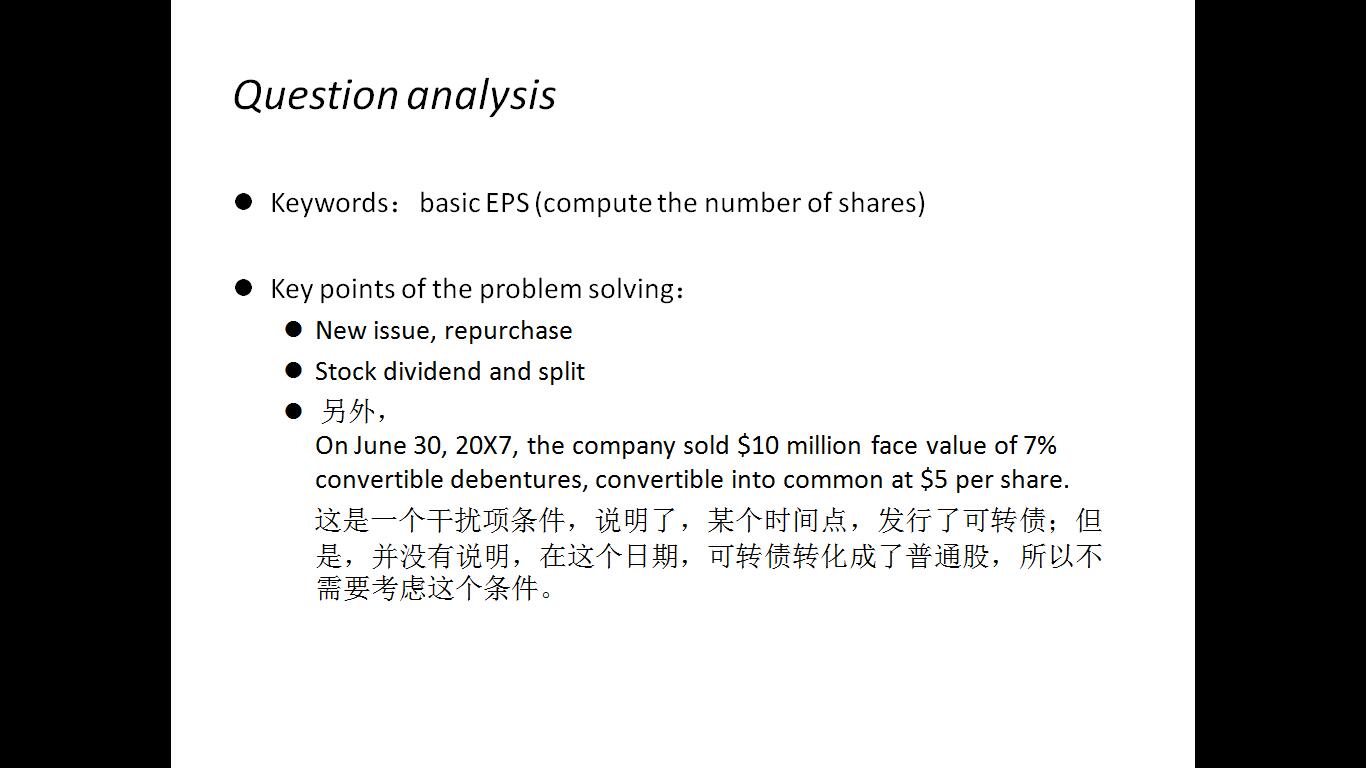 Question analysis
Keywords： basic EPS (compute the number of shares)
Key points of the problem solving：
New issue, repurchase
Stock dividend and split
另外，
On June 30, 20X7, the company sold $10 million face value of 7%
convertible debentures, convertible into common at $5 per share.
这是一个干扰项条件，说明了，某个时间点，发行了可转债；但
是，并没有说明，在这个日期，可转债转化成了普通股，所以不
需要考虑这个条件。